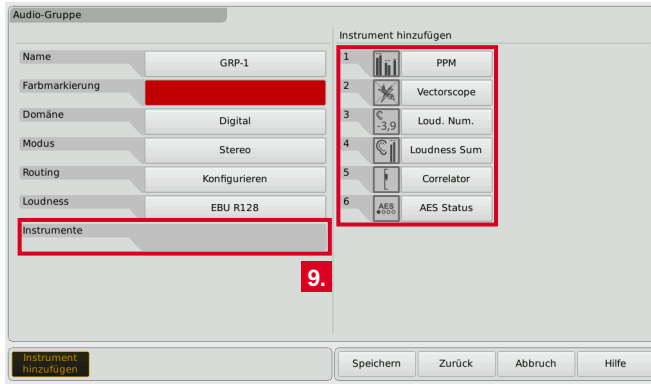 Audio-Gruppe
Name
GRP-1
Farbmarkierung
Domäne
Digital
Modus
Stereo
Routing
Konfigurieren
Loudness
EBU R128
Instrumente
9.
Instrument hinzufügen
1
PPM
2
Vectorscope
3
-3,9
Loud. Num.
4
Loudness Sum
5
Correlator
6
AES
AES Status
Instrument
hinzufügen
Speichern
Zurück
Abbruch
Hilfe